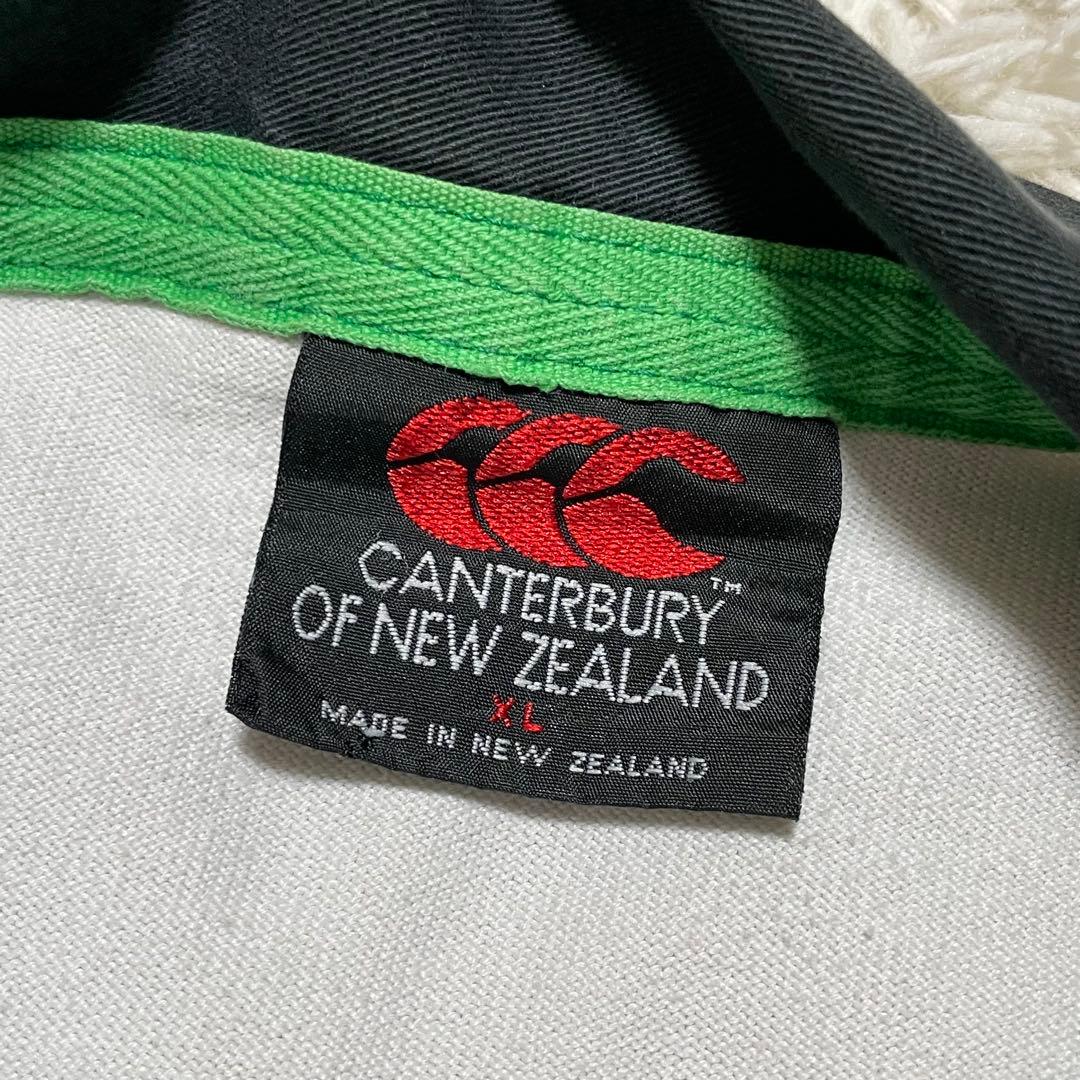 CANTERBURY™
OF NEW ZEALAND
XL
MADE IN NEW ZEALAND